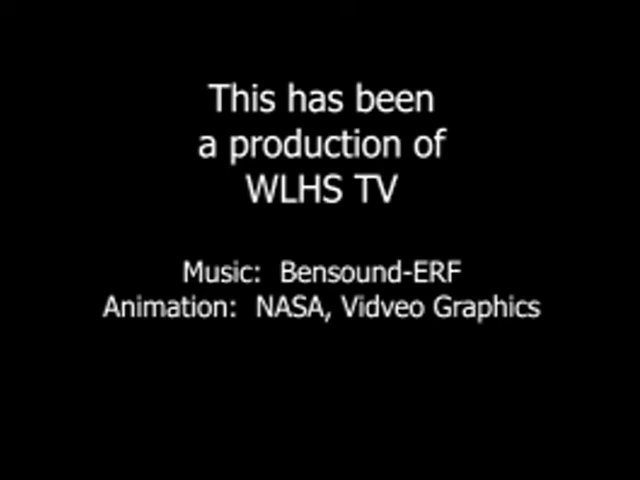 This has been
a production of
WLHS TV
Music:  Bensound-ERF
Animation:  NASA, Vidveo Graphics